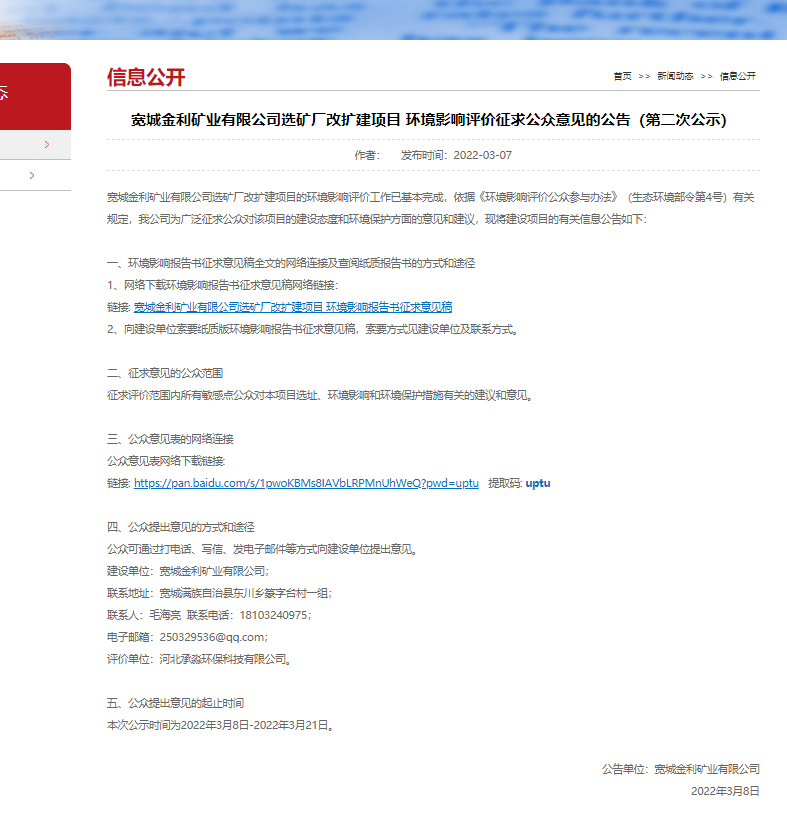 态
信息公开
首页 >> 新闻动态 >> 信息公开
宽城金利矿业有限公司选矿厂改扩建项目 环境影响评价征求公众意见的公告（第二次公示）
作者： 发布时间：2022-03-07
宽城金利矿业有限公司选矿厂改扩建项目的环境影响评价工作已基本完成，依据《环境影响评价公众参与办法》（生态环境部令第4号）有关
规定，我公司为广泛征求公众对该项目的建设态度和环境保护方面的意见和建议，现将建设项目的有关信息公告如下：
一、环境影响报告书征求意见稿全文的网络连接及查阅纸质报告书的方式和途径
1、网络下载环境影响报告书征求意见稿网络链接：
链接: 宽城金利矿业有限公司选矿厂改扩建项目 环境影响报告书征求意见稿
2、向建设单位索要纸质版环境影响报告书征求意见稿，索要方式见建设单位及联系方式。
二、征求意见的公众范围
征求评价范围内所有敏感点公众对本项目选址、环境影响和环境保护措施有关的建议和意见。
三、公众意见表的网络连接
公众意见表网络下载链接:
链接: https://pan.baidu.com/s/1pwoKBMs8IAVbLRPMnUhWeQ?pwd=uptu 提取码: uptu
四、公众提出意见的方式和途径
公众可通过打电话、写信、发电子邮件等方式向建设单位提出意见。
建设单位：宽城金利矿业有限公司；
联系地址：宽城满族自治县东川乡篆字台村一组；
联系人：毛海亮 联系电话：18103240975；
电子邮箱：250329536@qq.com；
评价单位：河北承淼环保科技有限公司。
五、公众提出意见的起止时间
本次公示时间为2022年3月8日-2022年3月21日。
公告单位：宽城金利矿业有限公司
2022年3月8日